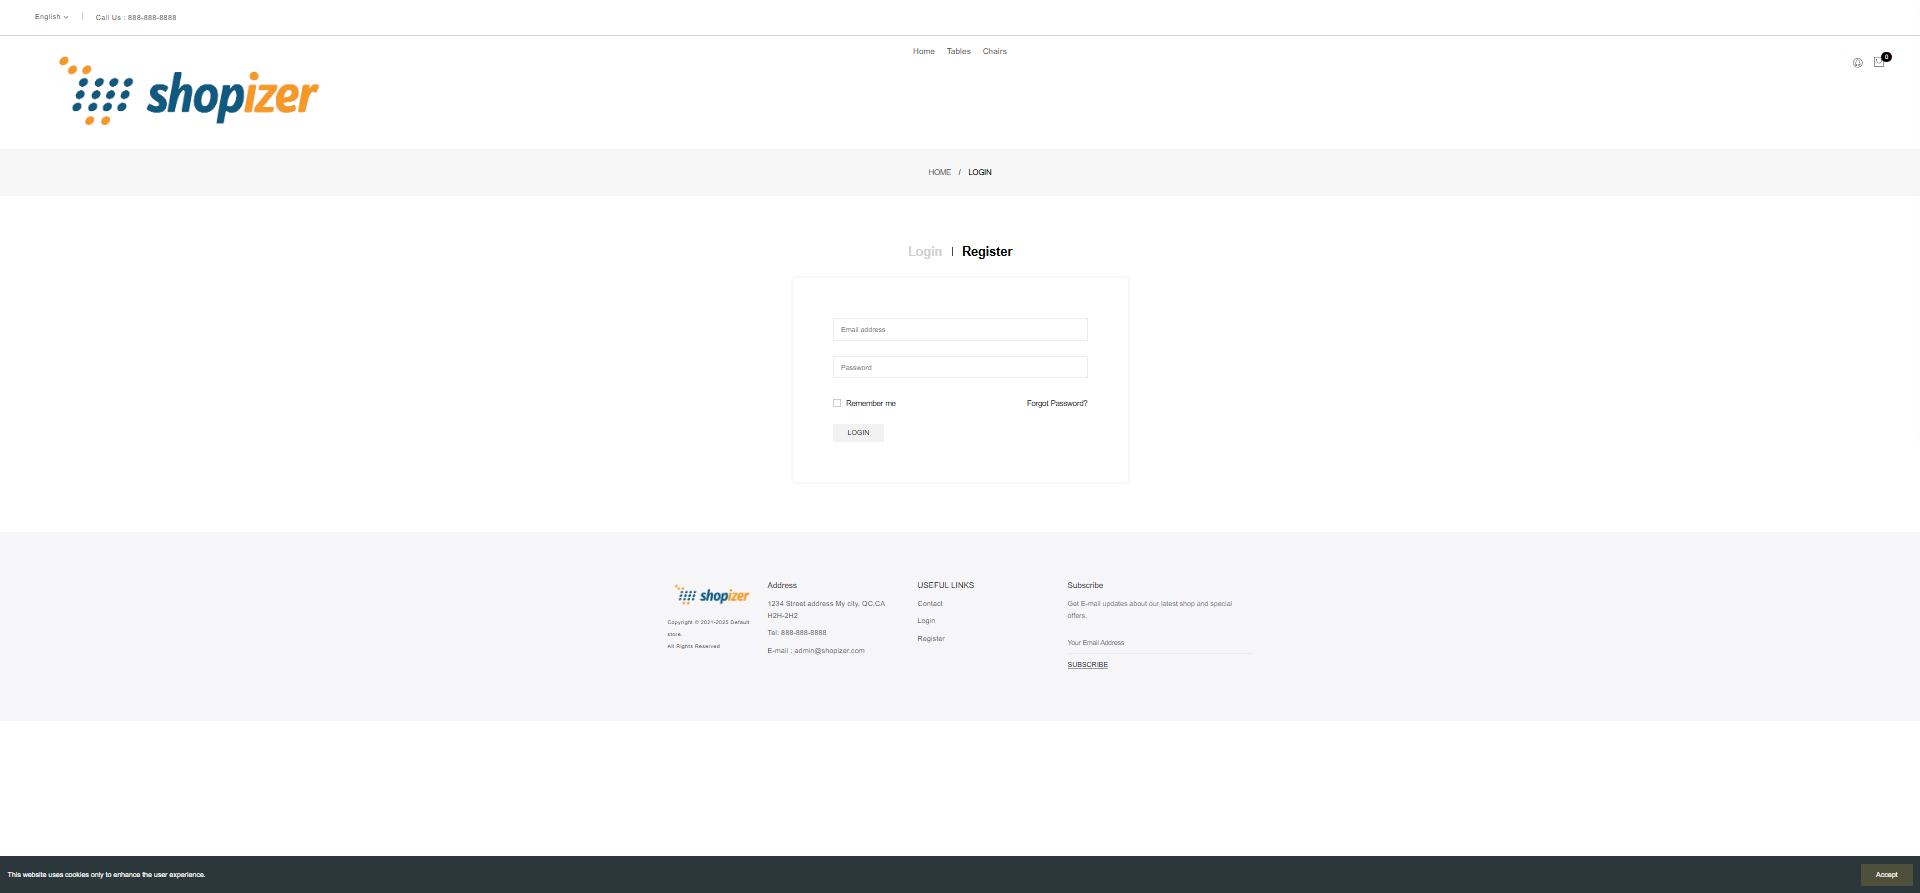 English
Call Us : 888-888-8888
Home Tables Chairs
shopizer
0
HOME / LOGIN
Login | Register
Email address
Password
Remember me Forgot Password?
LOGIN
shopizer
Copyright © 2021-2025 Default
store.
All Rights Reserved
Address
1234 Street address My city, QC,CA
H2H-2H2
Tel: 888-888-8888
E-mail : admin@shopizer.com
USEFUL LINKS
Contact
Login
Register
Subscribe
Get E-mail updates about our latest shop and special
offers.
Your Email Address
SUBSCRIBE
This website uses cookies only to enhance the user experience.
Accept